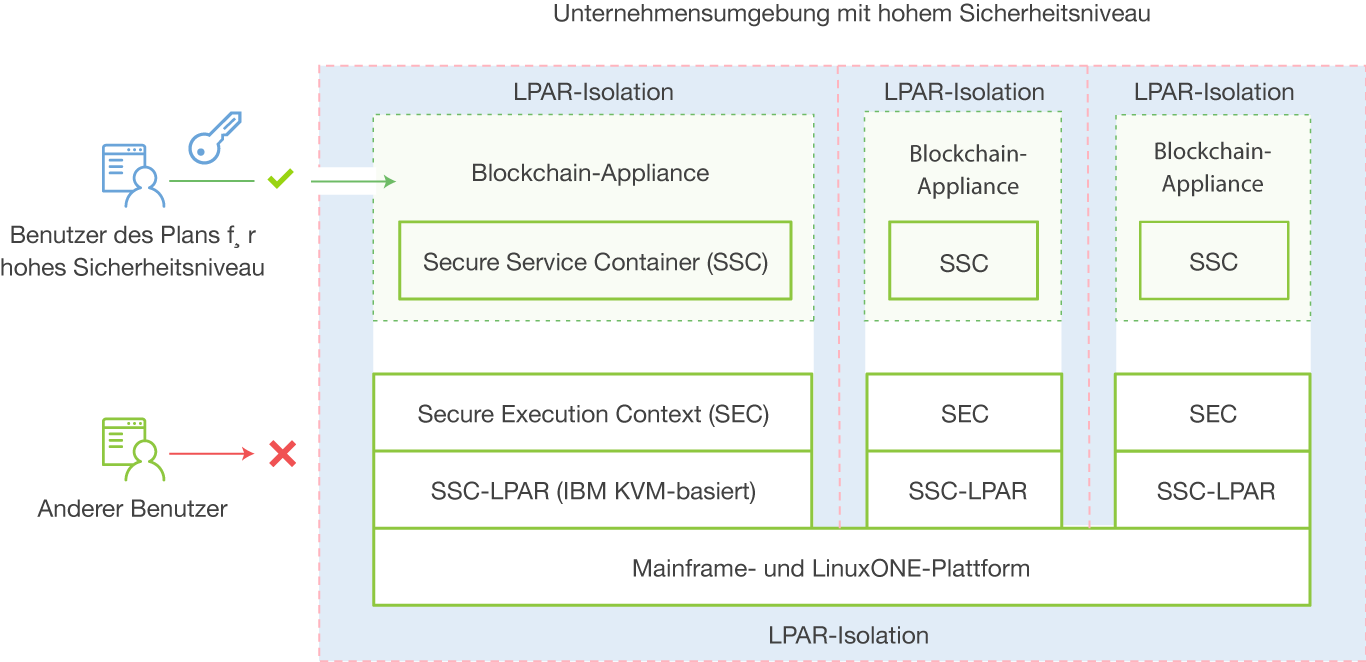 Unternehmensumgebung mit hohem Sicherheitsniveau
LPAR-Isolation
LPAR-Isolation
LPAR-Isolation
Blockchain-Appliance
Blockchain-
Appliance
Blockchain-
Appliance
Benutzer des Plans f¸ r
hohes Sicherheitsniveau
Secure Service Container (SSC)
SSC
SSC
Secure Execution Context (SEC)
SEC
SEC
Anderer Benutzer
SSC-LPAR (IBM KVM-basiert)
SSC-LPAR
SSC-LPAR
Mainframe- und LinuxONE-Plattform
LPAR-Isolation